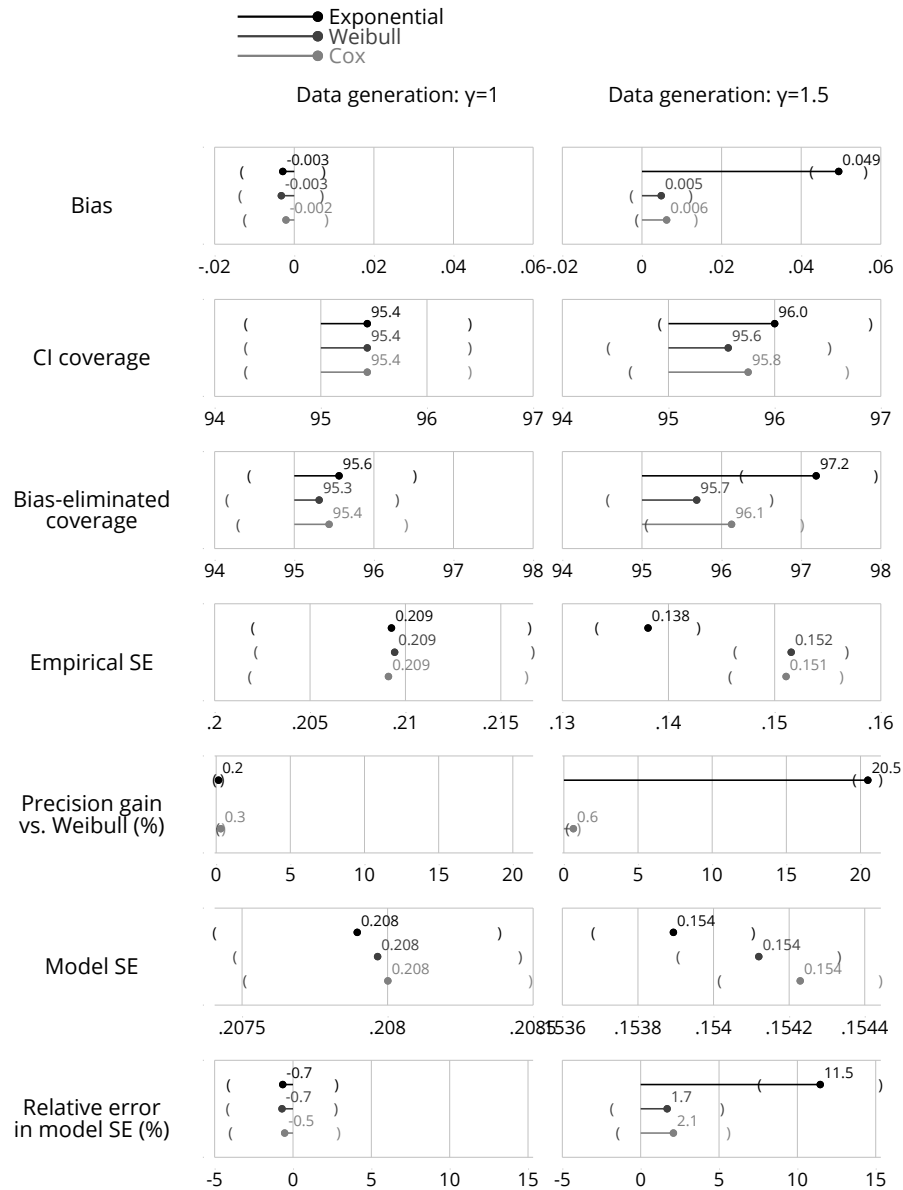 Exponential
Weibull
Cox
Data generation: γ=1
Data generation: γ=1.5
Bias
-0.003
-0.003
-0.002
0.049
0.005
0.006
-.02 0 .02 .04 .06
-.02 0 .02 .04 .06
CI coverage
95.4
95.4
95.4
96.0
95.6
95.8
94 95 96 97
94 95 96 97
Bias-eliminated
coverage
95.6
95.3
95.4
97.2
95.7
96.1
94 95 96 97 98
94 95 96 97 98
Empirical SE
0.209
0.209
0.209
0.138
0.152
0.151
.2 .205 .21 .215
.13 .14 .15 .16
Precision gain
vs. Weibull (%)
0.2
0.3
20.5
0.6
0 5 10 15 20
0 5 10 15 20
Model SE
0.208
0.208
0.208
0.154
0.154
0.154
.2075 .208 .2085
.1536 .1538 .154 .1542 .1544
Relative error
in model SE (%)
-0.7
-0.7
-0.5
11.5
1.7
2.1
-5 0 5 10 15
-5 0 5 10 15